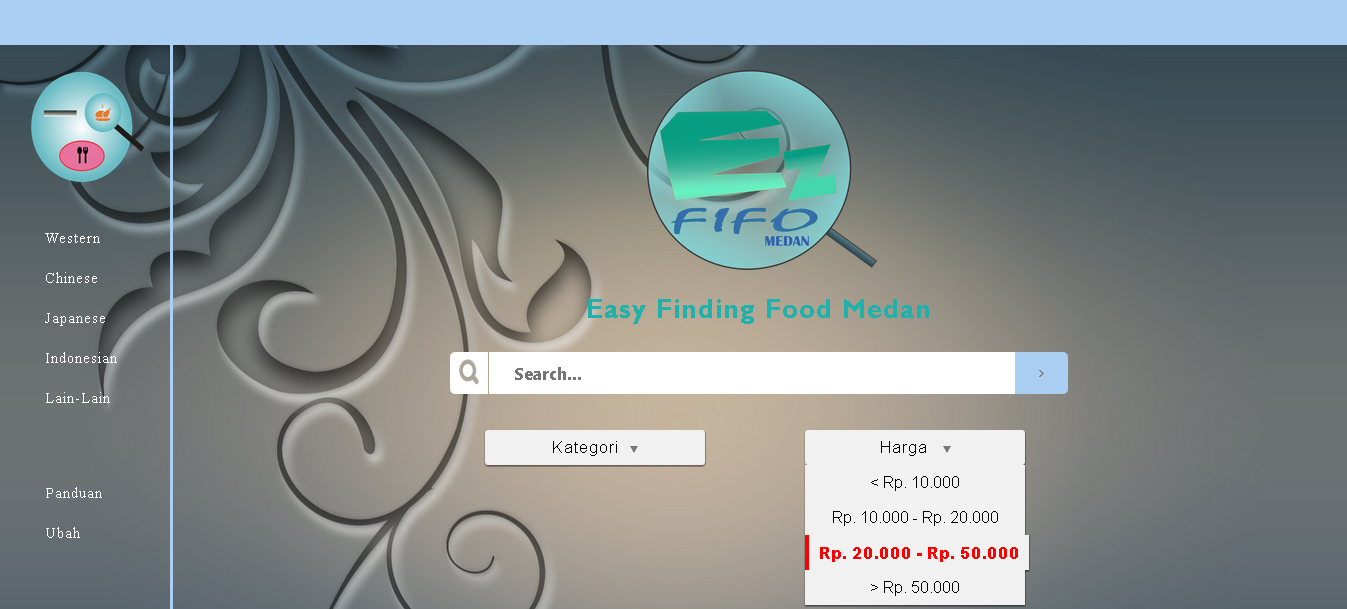 Western
Chinese
Japanese
Indonesian
Lain-Lain
Panduan
Ubah
Ez
FIFO
MEDAN
Easy Finding Food Medan
Search...
>
Kategori ▼
Harga ▼
< Rp. 10.000
Rp. 10.000 - Rp. 20.000
Rp. 20.000 - Rp. 50.000
> Rp. 50.000